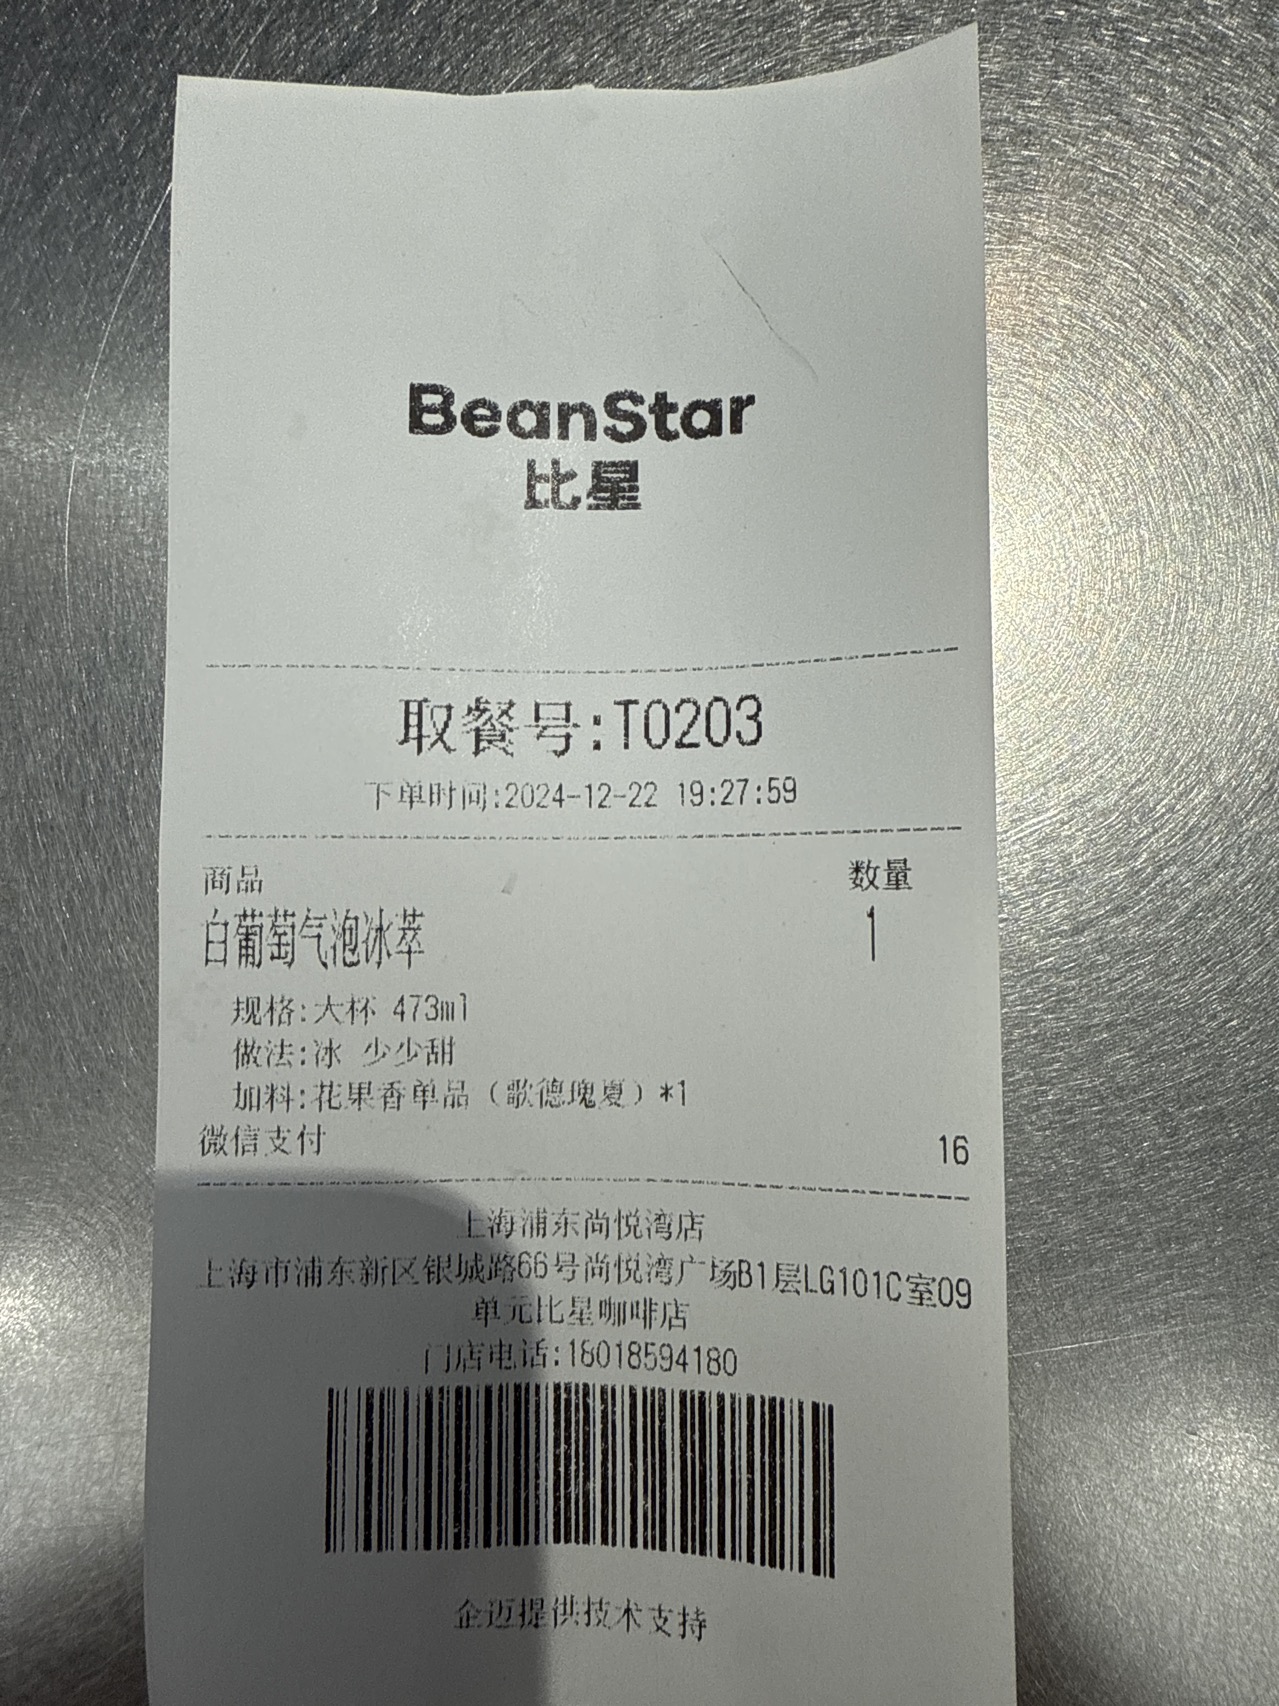 BeanStar
比星
取餐号:T0203
下单时间:2024-12-22 19:27:59
商品 数量
白葡萄气泡冰萃 1
规格:大杯 473ml
做法:冰 少少甜
加料:花果香单品（歌德瑰夏）*1
微信支付 16
上海浦东尚悦湾店
上海市浦东新区银城路66号尚悦湾广场B1层LG101C室09
单元比星咖啡店
门店电话:18018594180
企迈提供技术支持